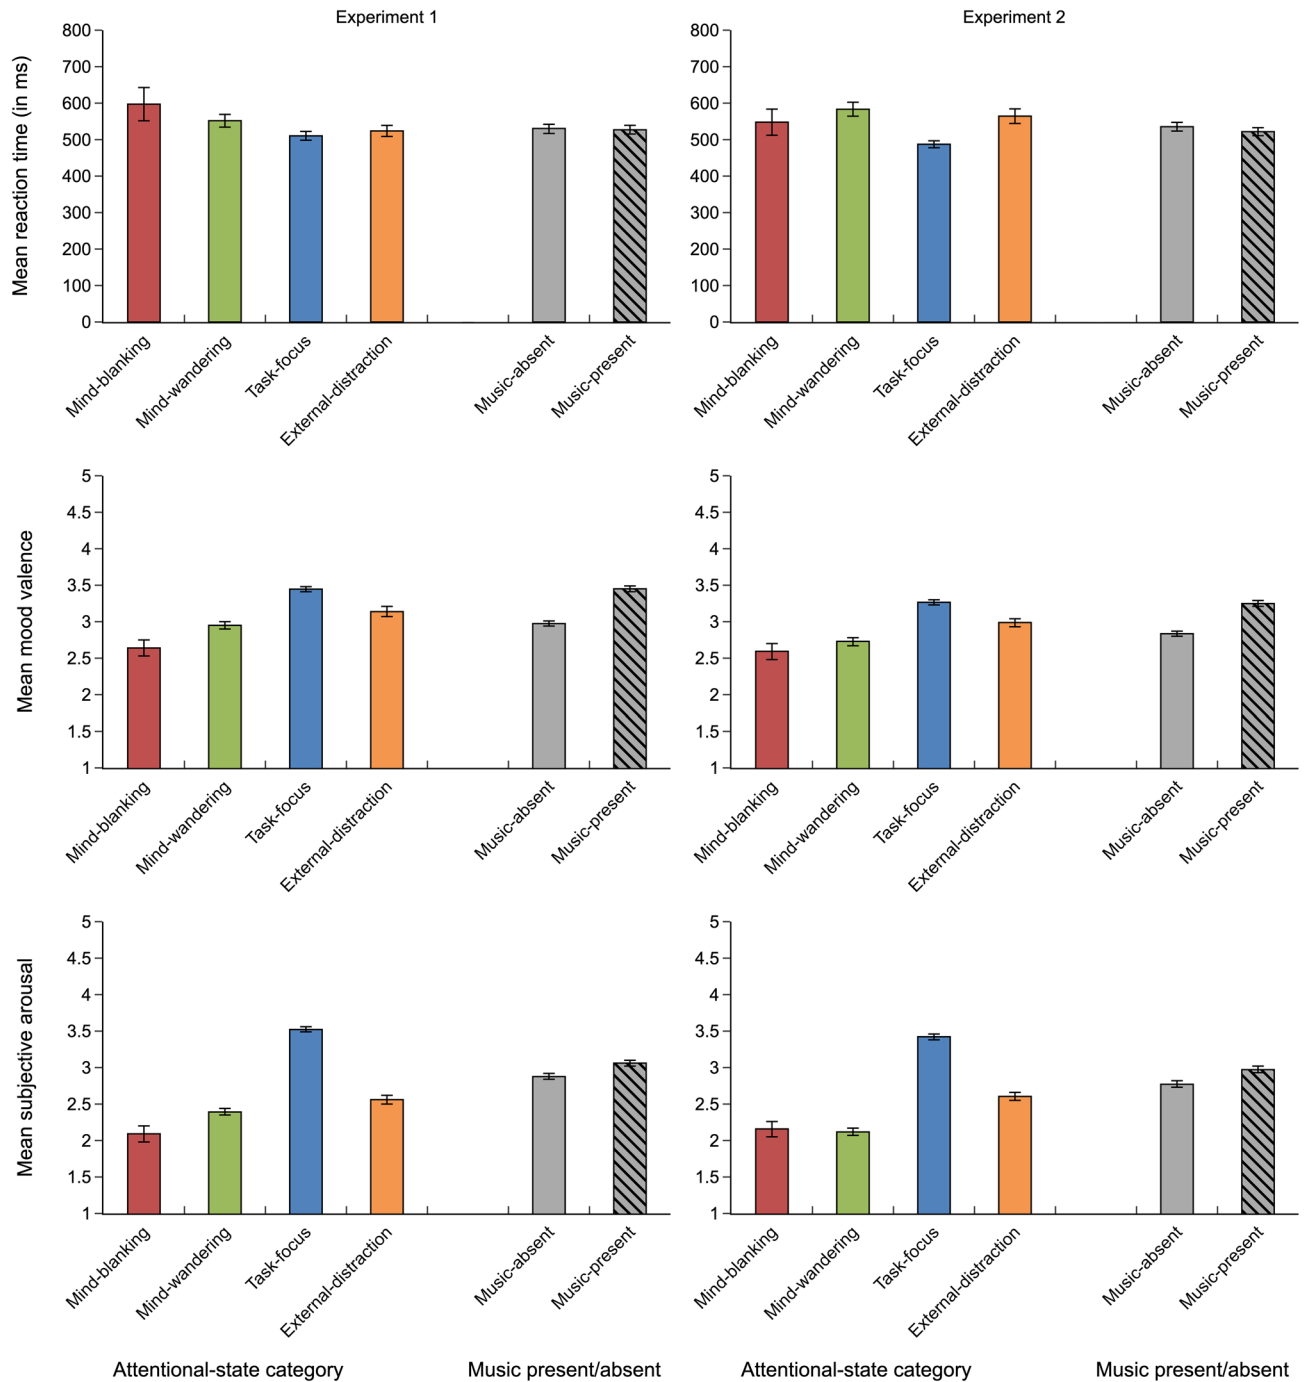 Experiment 1
Experiment 2
Mean reaction time (in ms)
800
700
600
500
400
300
200
100
0
Mind-blanking
Mind-wandering
Task-focus
External-distraction
Music-absent
Music-present
800
700
600
500
400
300
200
100
0
Mind-blanking
Mind-wandering
Task-focus
External-distraction
Music-absent
Music-present
Mean mood valence
5
4.5
4
3.5
3
2.5
2
1.5
1
Mind-blanking
Mind-wandering
Task-focus
External-distraction
Music-absent
Music-present
5
4.5
4
3.5
3
2.5
2
1.5
1
Mind-blanking
Mind-wandering
Task-focus
External-distraction
Music-absent
Music-present
Mean subjective arousal
5
4.5
4
3.5
3
2.5
2
1.5
1
Mind-blanking
Mind-wandering
Task-focus
External-distraction
Music-absent
Music-present
5
4.5
4
3.5
3
2.5
2
1.5
1
Mind-blanking
Mind-wandering
Task-focus
External-distraction
Music-absent
Music-present
Attentional-state category
Music present/absent
Attentional-state category
Music present/absent